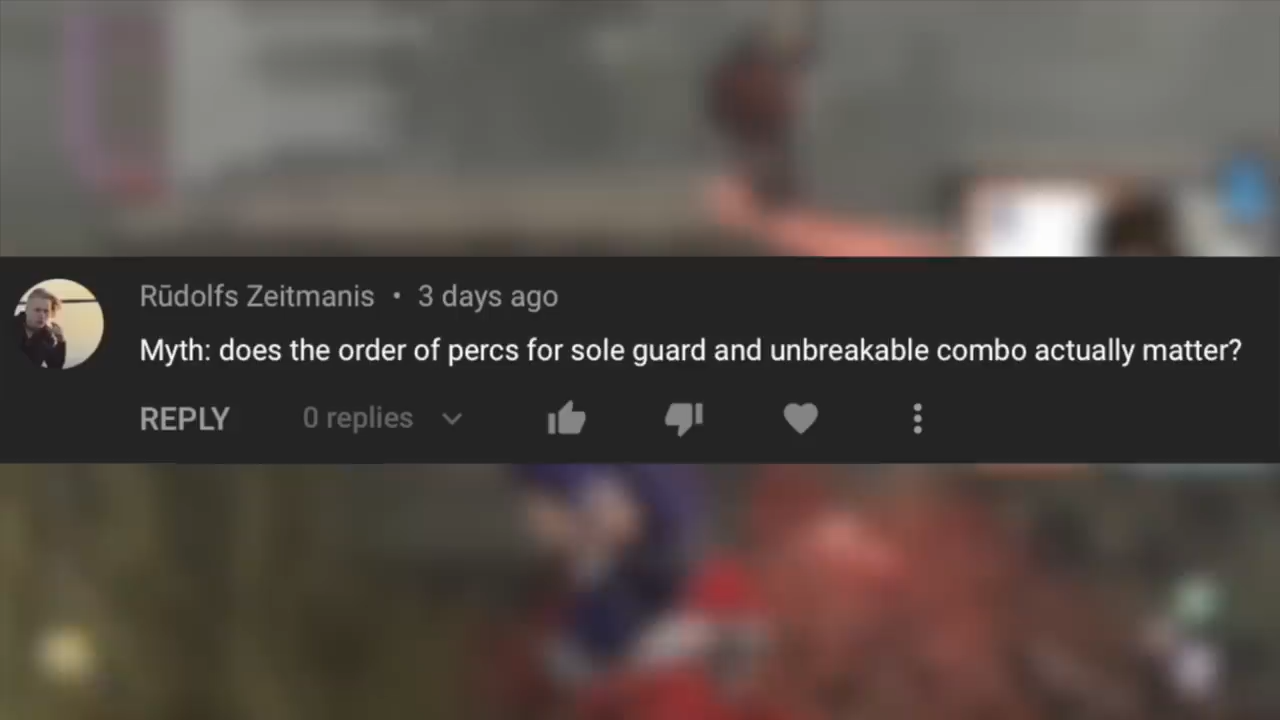 Rūdolfs Zeitmanis • 3 days ago
Myth: does the order of percs for sole guard and unbreakable combo actually matter?
REPLY 0 replies